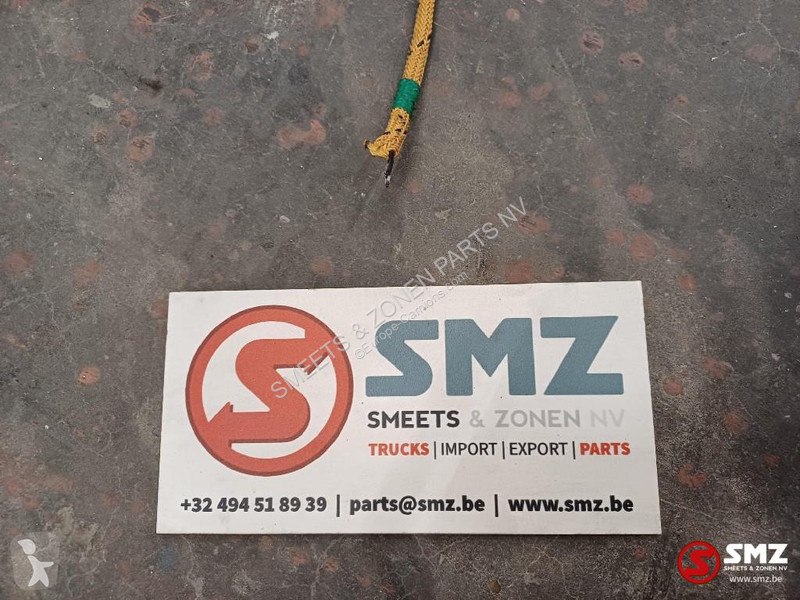 SMEETS & ZONEN PARTS NV
©Europe-Camions.com
S SMZ
SMEETS & ZONEN NV
TRUCKS | IMPORT | EXPORT | PARTS
+32 494 51 89 39 | parts@smz.be | www.smz.be
S SMZ
SMEETS & ZONEN NV
www.smz.be